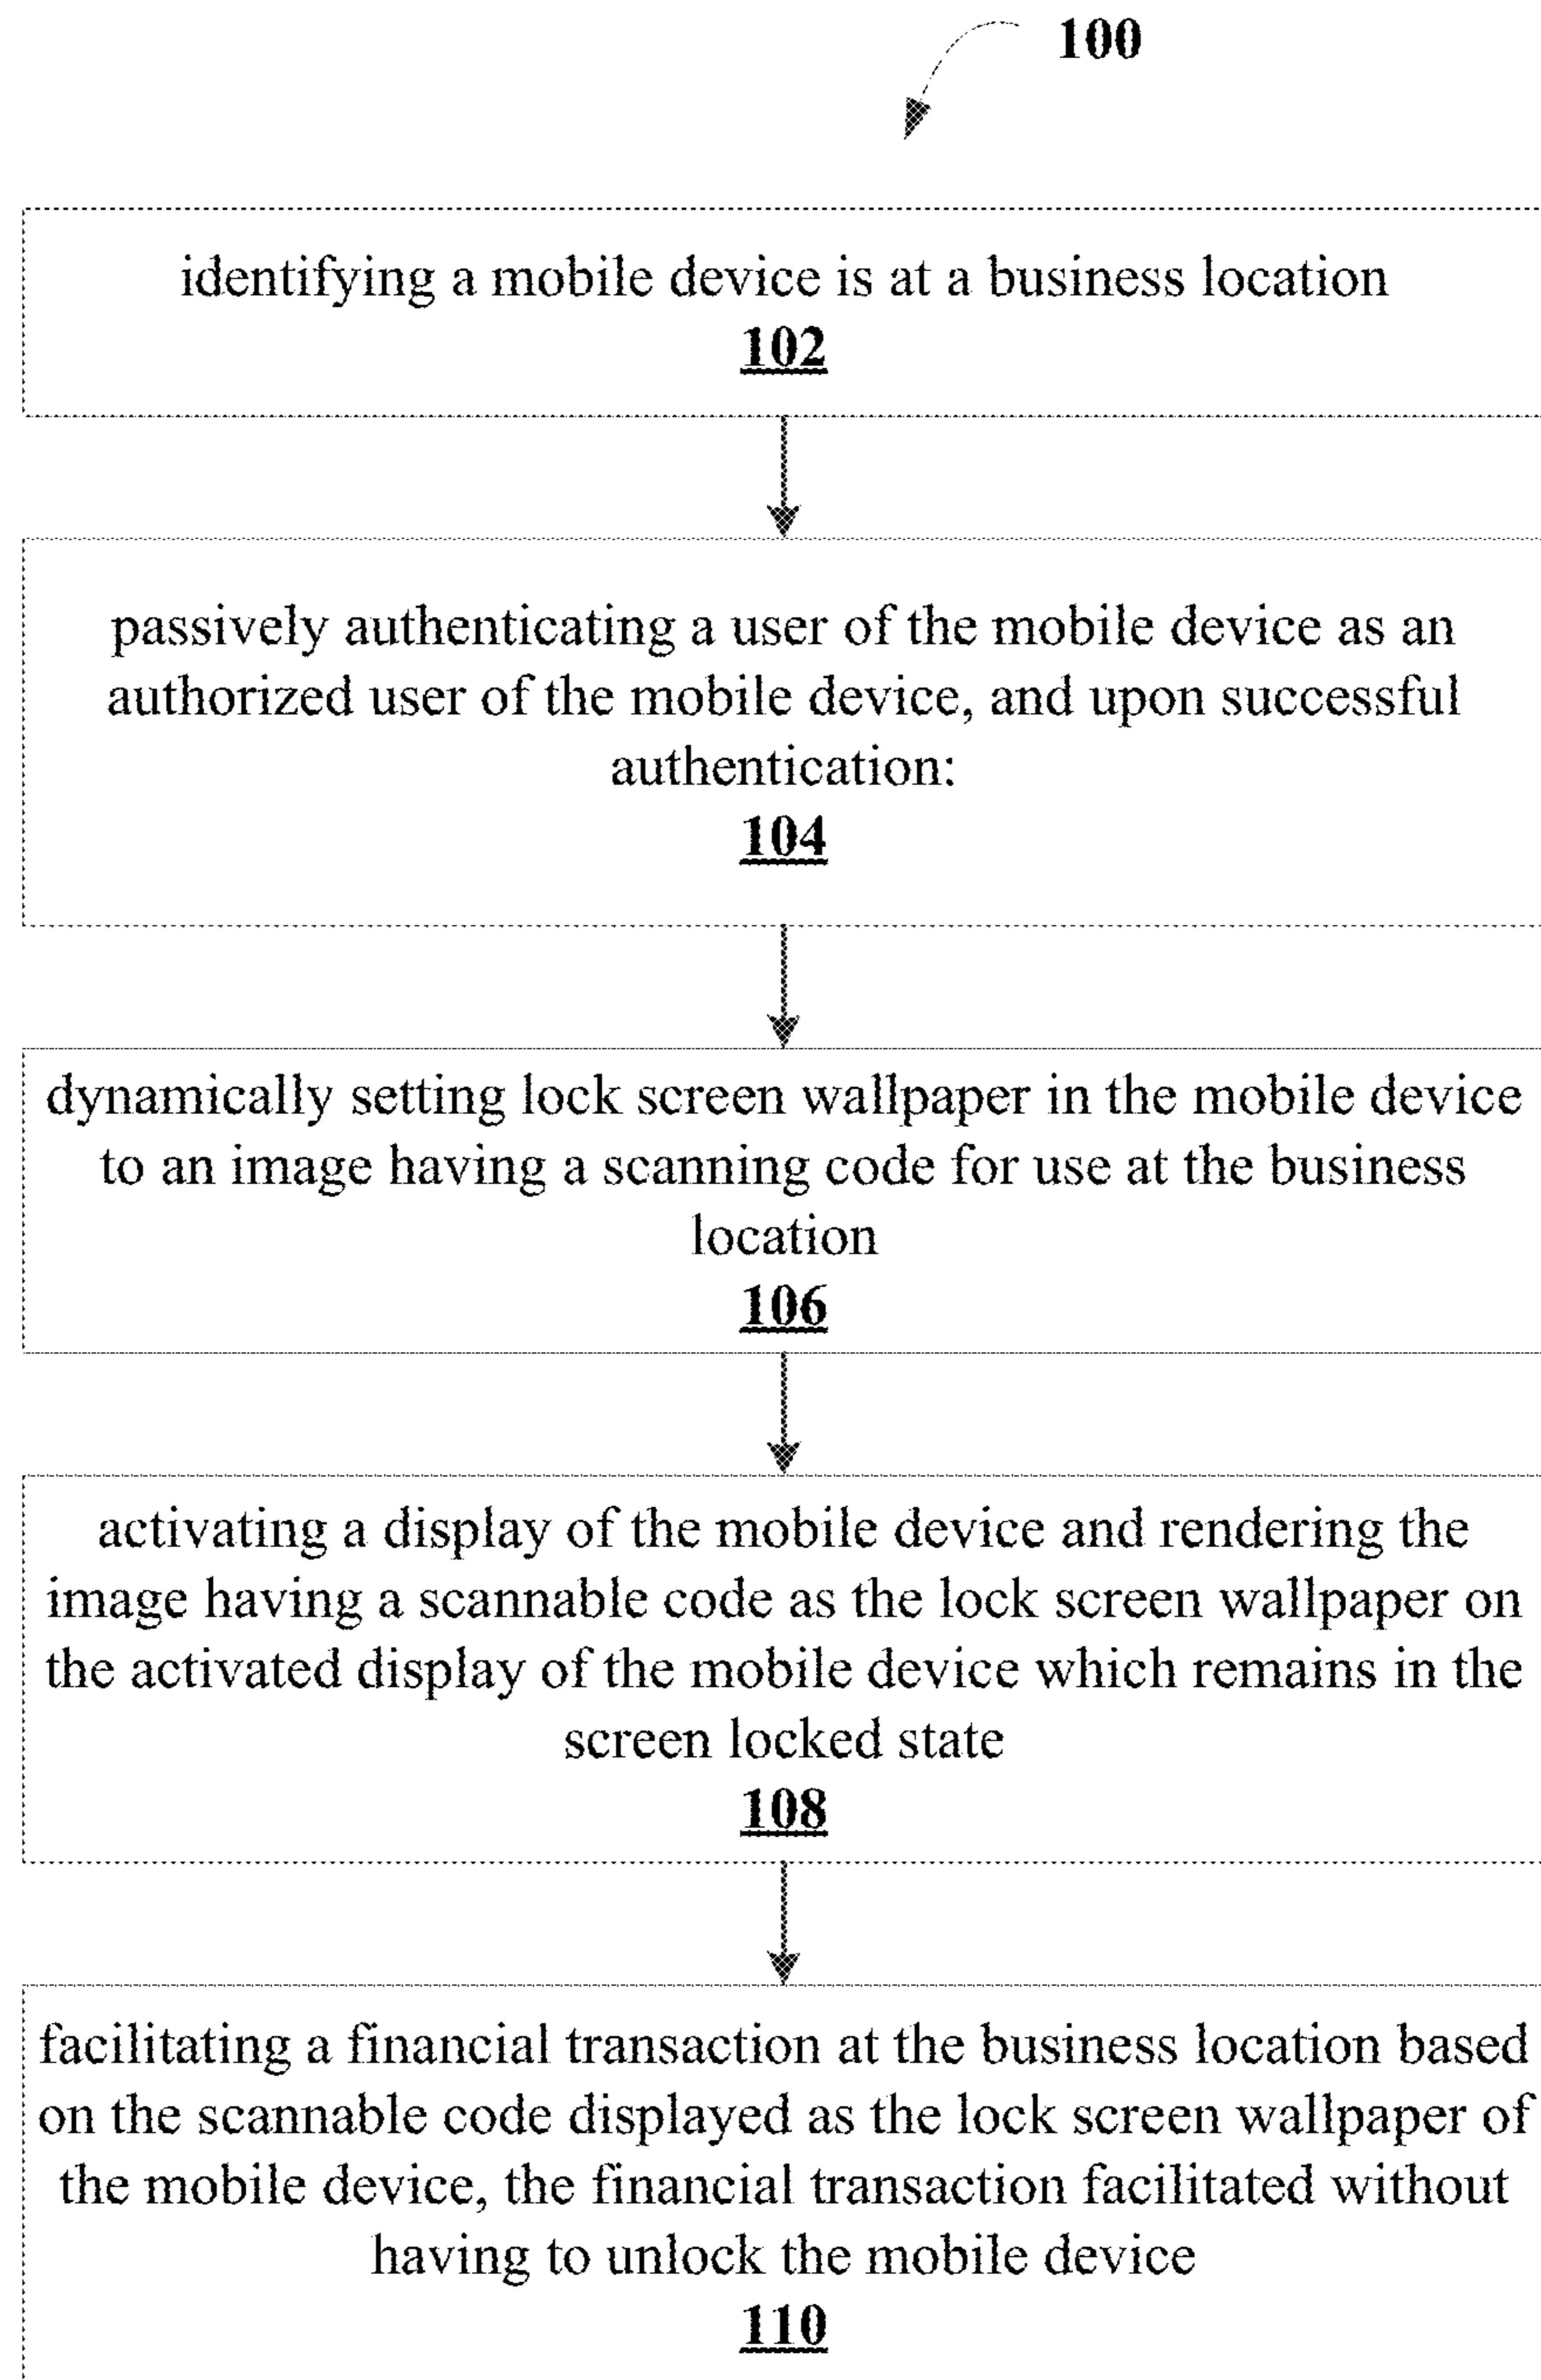 100
identifying a mobile device is at a business location
102
passively authenticating a user of the mobile device as an
authorized user of the mobile device, and upon successful
authentication:
104
dynamically setting lock screen wallpaper in the mobile device
to an image having a scanning code for use at the business
location
106
activating a display of the mobile device and rendering the
image having a scannable code as the lock screen wallpaper on
the activated display of the mobile device which remains in the
screen locked state
108
facilitating a financial transaction at the business location based
on the scannable code displayed as the lock screen wallpaper of
the mobile device, the financial transaction facilitated without
having to unlock the mobile device
110